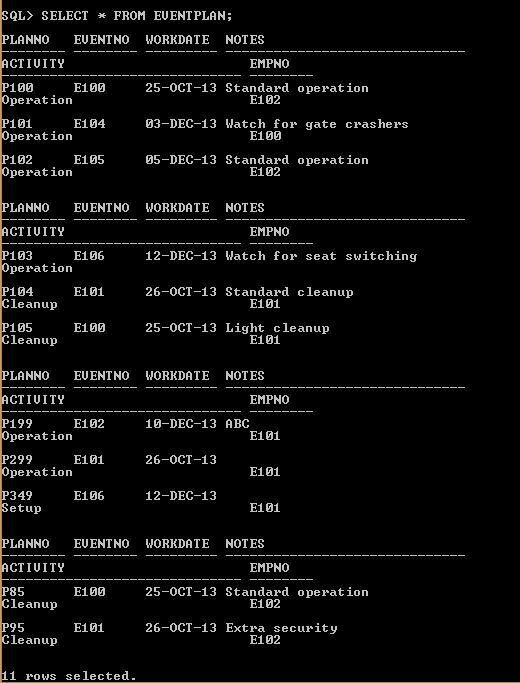 SQL> SELECT * FROM EVENTPLAN;
PLANNO EVENTNO WORKDATE NOTES
ACTIVITY EMPNO
P100 E100 25-OCT-13 Standard operation
Operation E102
P101 E104 03-DEC-13 Watch for gate crashers
Operation E100
P102 E105 05-DEC-13 Standard operation
Operation E102
PLANNO EVENTNO WORKDATE NOTES
ACTIVITY EMPNO
P103 E106 12-DEC-13 Watch for seat switching
Operation
P104 E101 26-OCT-13 Standard cleanup
Cleanup E101
P105 E100 25-OCT-13 Light cleanup
Cleanup E101
PLANNO EVENTNO WORKDATE NOTES
ACTIVITY EMPNO
P199 E102 10-DEC-13 ABC
Operation E101
P299 E101 26-OCT-13
Operation E101
P349 E106 12-DEC-13
Setup E101
PLANNO EVENTNO WORKDATE NOTES
ACTIVITY EMPNO
P85 E100 25-OCT-13 Standard operation
Cleanup E102
P95 E101 26-OCT-13 Extra security
Cleanup E102
11 rows selected.